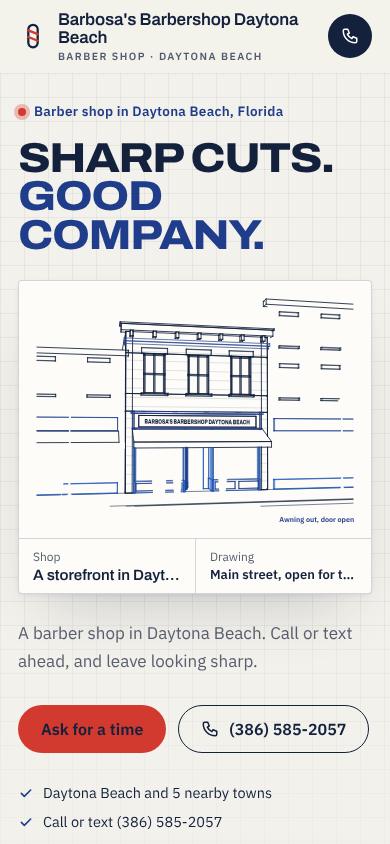 Barbosa's Barbershop Daytona
Beach
BARBER SHOP · DAYTONA BEACH
Barber shop in Daytona Beach, Florida
SHARP CUTS.
GOOD
COMPANY.
BARBOSA'S BARBERSHOP DAYTONA BEACH
Awning out, door open
Shop
A storefront in Dayt…
Drawing
Main street, open for t…
A barber shop in Daytona Beach. Call or text
ahead, and leave looking sharp.
Ask for a time
(386) 585-2057
Daytona Beach and 5 nearby towns
Call or text (386) 585-2057